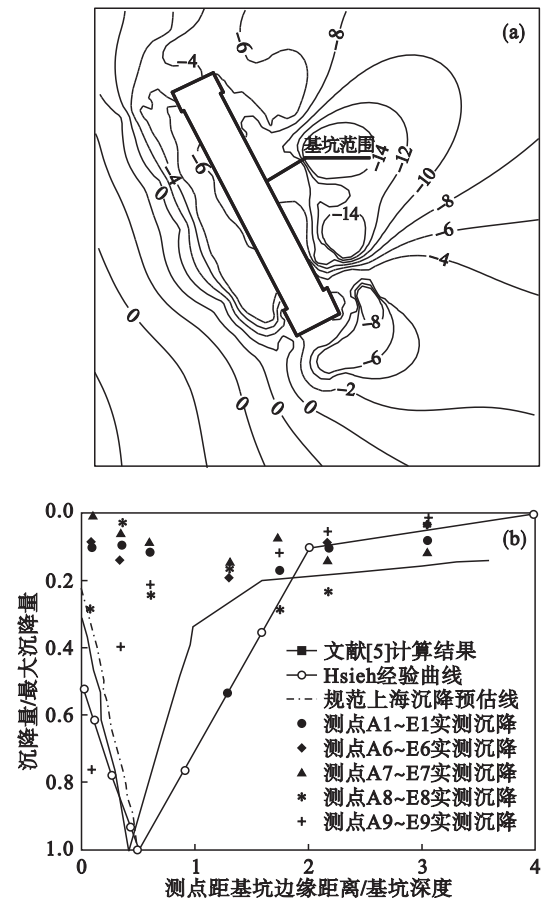 (a)
-4
-6
-8
基坑范围
-14
-12
-10
-6
-4
0
-14
-8
-6
-4
0
-8
-6
-2
0
0
0
(b)
0.0
0.2
0.4
0.6
0.8
1.0
沉降量/最大沉降量
文献[5]计算结果
Hsieh经验曲线
规范上海沉降预估线
测点A1~E1实测沉降
测点A6~E6实测沉降
测点A7~E7实测沉降
测点A8~E8实测沉降
测点A9~E9实测沉降
0
1
2
3
4
测点距基坑边缘距离/基坑深度